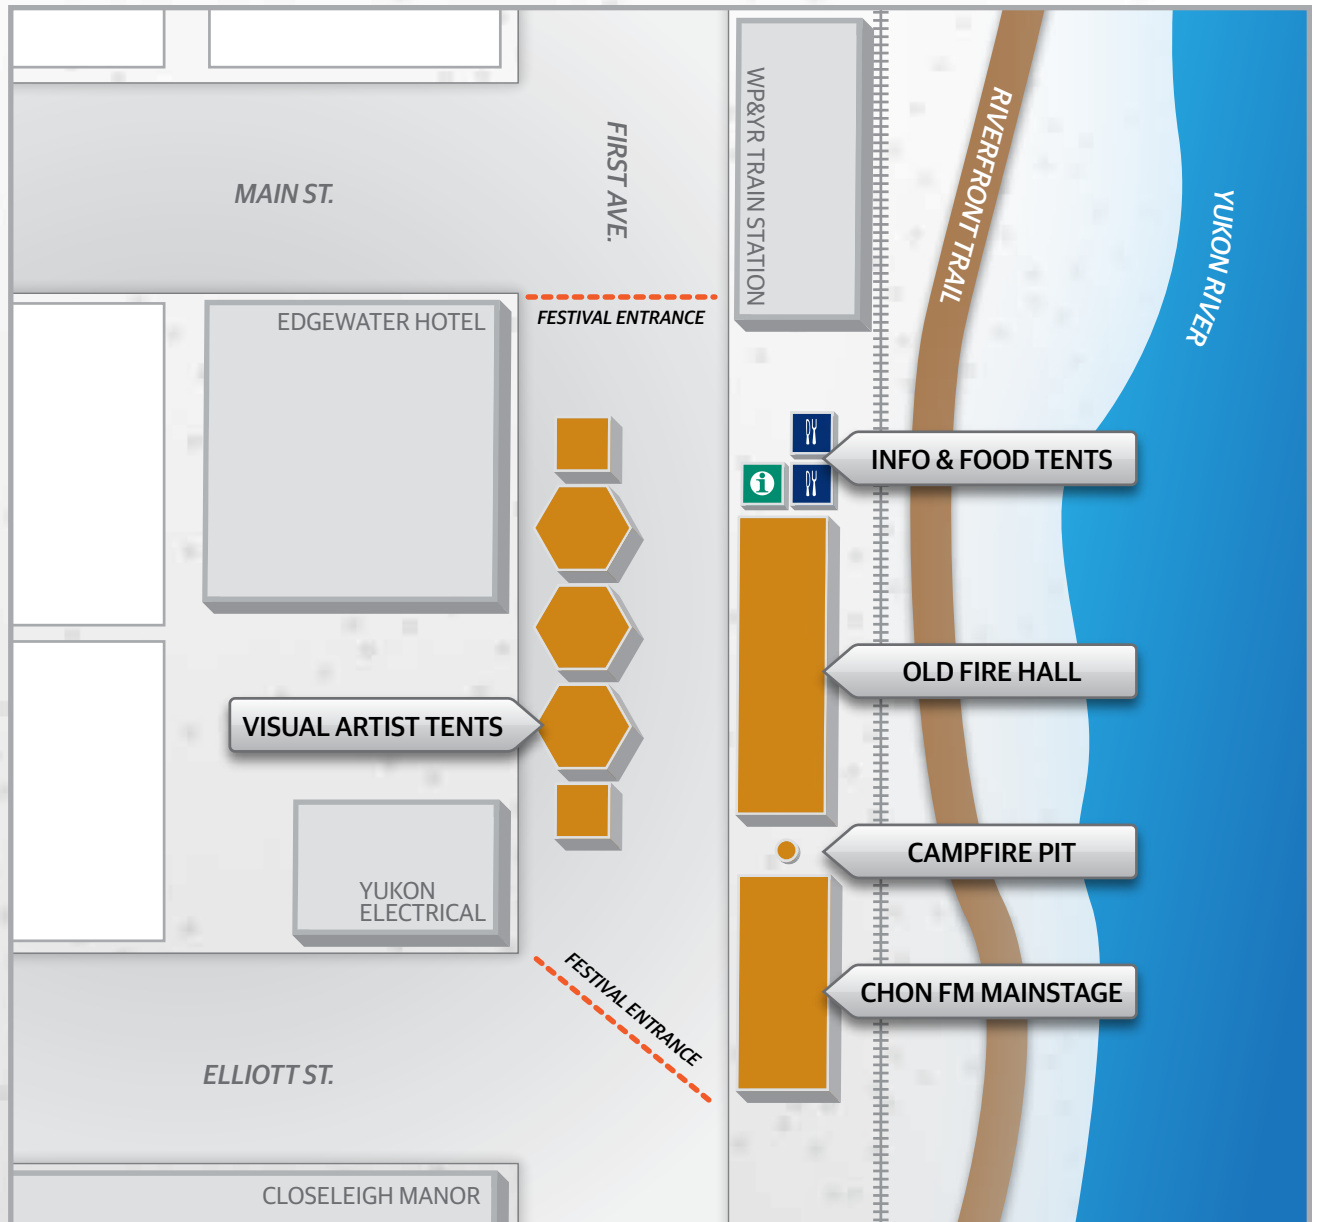 WP&YR TRAIN STATION
RIVERFRONT TRAIL
FIRST AVE.
MAIN ST.
YUKON RIVER
EDGEWATER HOTEL
FESTIVAL ENTRANCE
INFO & FOOD TENTS
i
OLD FIRE HALL
VISUAL ARTIST TENTS
CAMPFIRE PIT
YUKON
ELECTRICAL
FESTIVAL ENTRANCE
CHON FM MAINSTAGE
ELLIOTT ST.
CLOSELEIGH MANOR